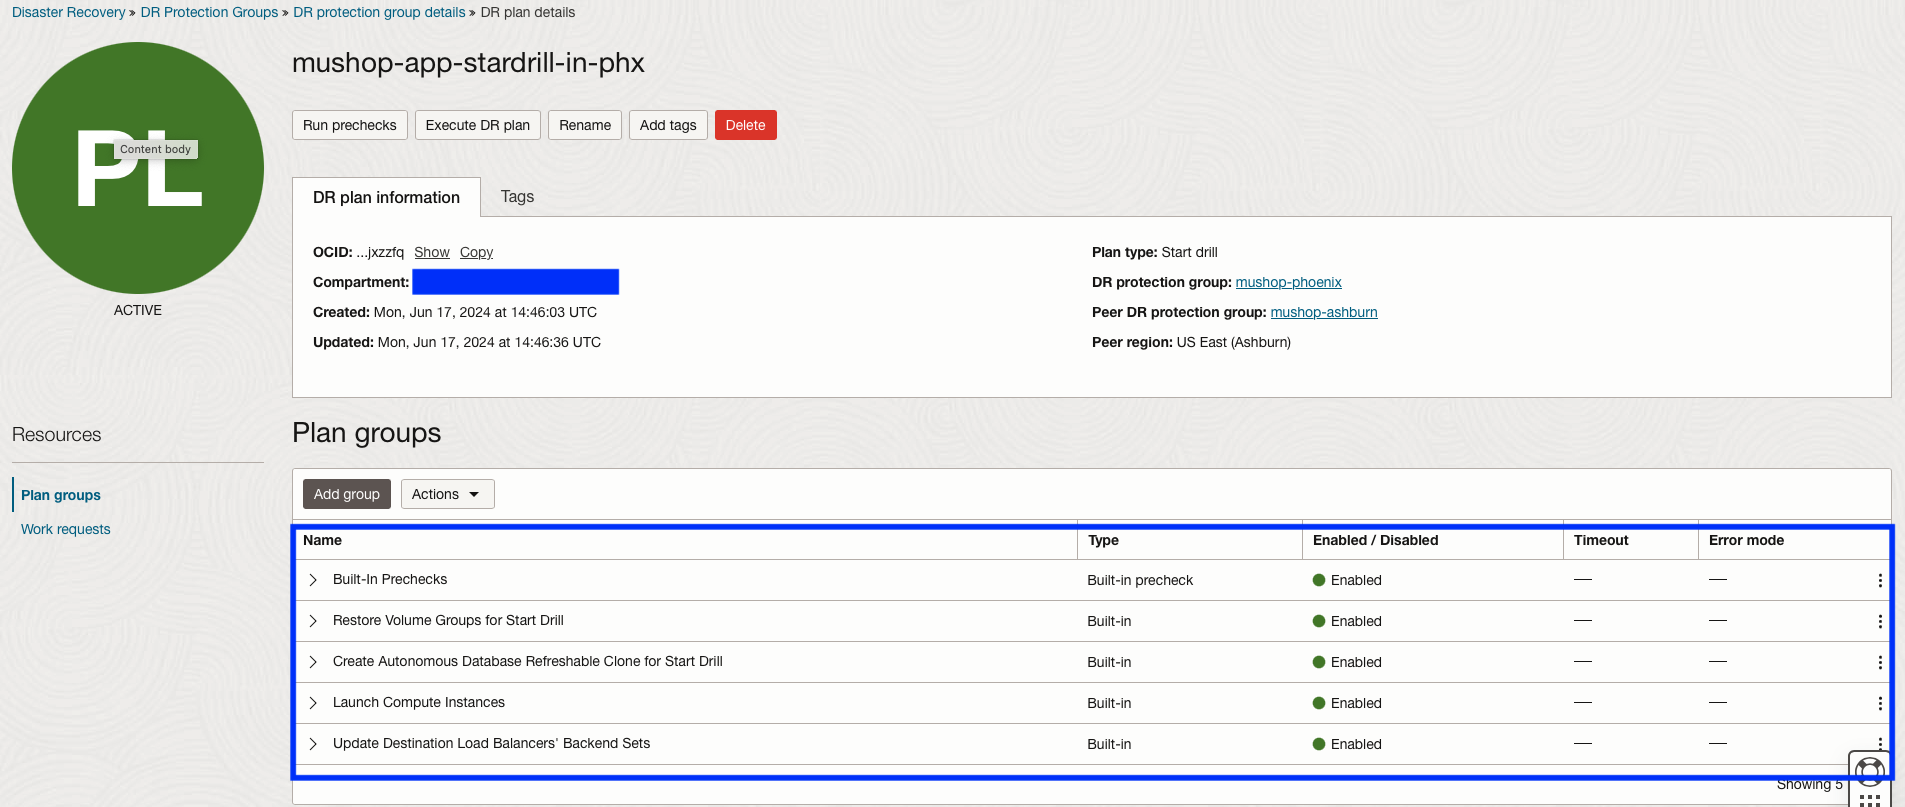 Disaster Recovery » DR Protection Groups » DR protection group details » DR plan details
PL
Content body
ACTIVE
mushop-app-stardrill-in-phx
Run prechecks Execute DR plan Rename Add tags Delete
DR plan information Tags
OCID: ...jxzzfq Show Copy
Compartment:
Created: Mon, Jun 17, 2024 at 14:46:03 UTC
Updated: Mon, Jun 17, 2024 at 14:46:36 UTC
Plan type: Start drill
DR protection group: mushop-phoenix
Peer DR protection group: mushop-ashburn
Peer region: US East (Ashburn)
Resources
Plan groups
Work requests
Plan groups
Add group Actions
Name Type Enabled / Disabled Timeout Error mode
Built-In Prechecks Built-in precheck Enabled — —
Restore Volume Groups for Start Drill Built-in Enabled — —
Create Autonomous Database Refreshable Clone for Start Drill Built-in Enabled — —
Launch Compute Instances Built-in Enabled — —
Update Destination Load Balancers' Backend Sets Built-in Enabled — —
Showing 5